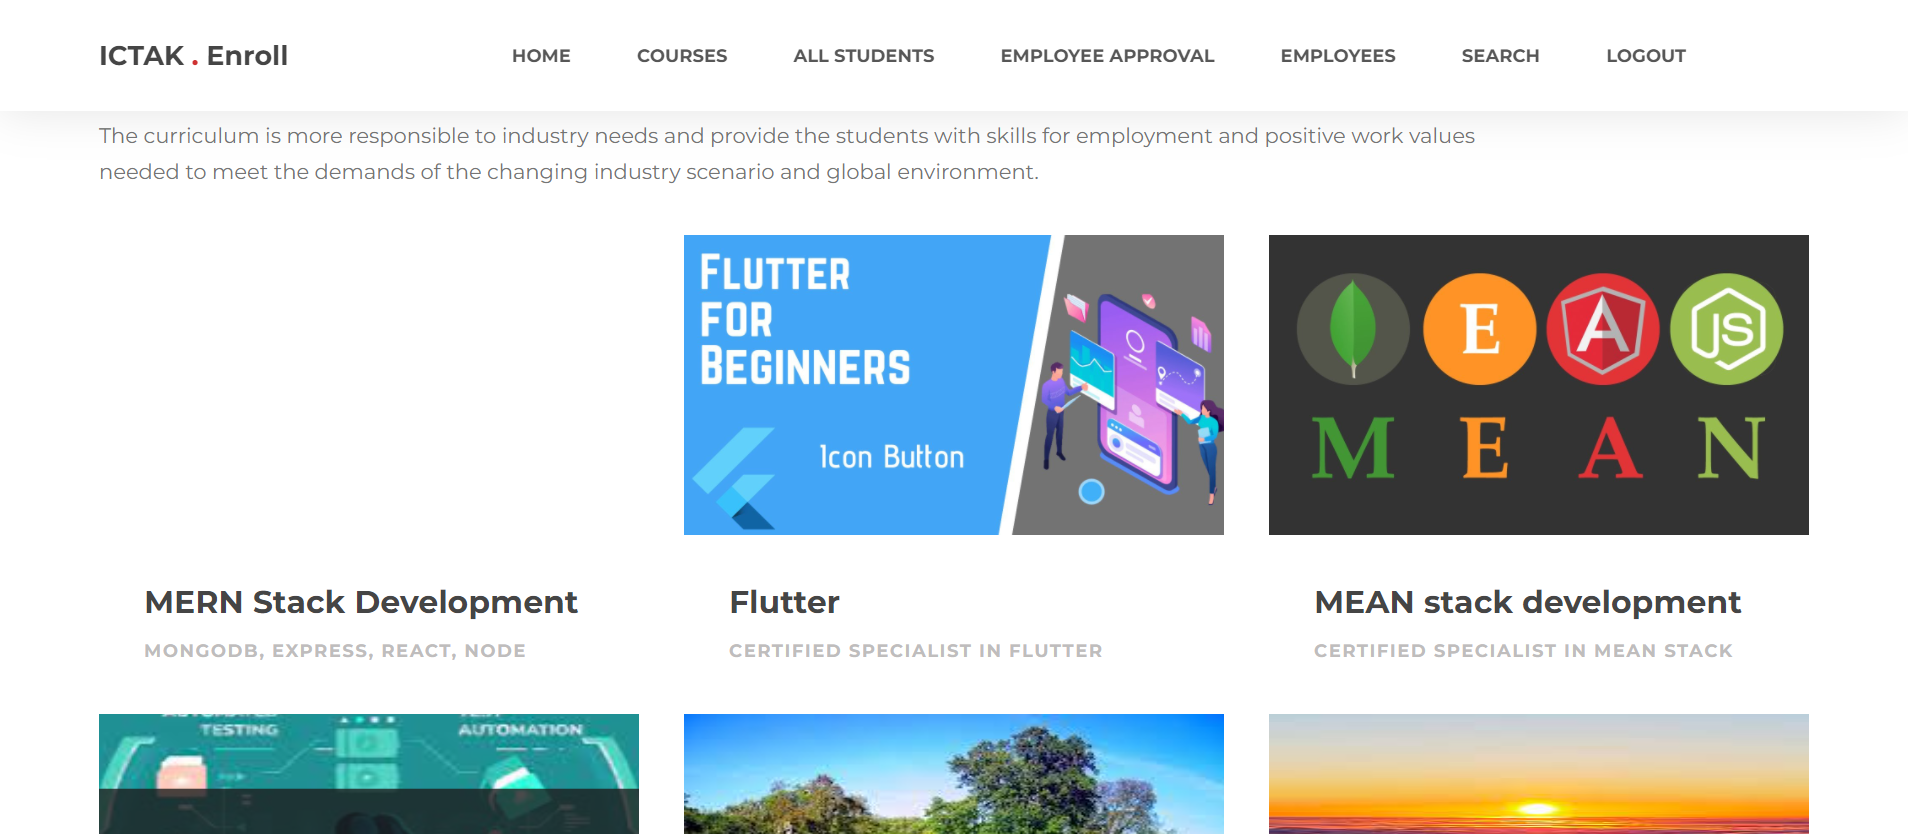 ICTAK . Enroll
HOME
COURSES
ALL STUDENTS
EMPLOYEE APPROVAL
EMPLOYEES
SEARCH
LOGOUT
The curriculum is more responsible to industry needs and provide the students with skills for employment and positive work values
needed to meet the demands of the changing industry scenario and global environment.
FLUTTER
FOR
BEGINNERS
Icon Button
E
A
JS
M E A N
MERN Stack Development
MONGODB, EXPRESS, REACT, NODE
Flutter
CERTIFIED SPECIALIST IN FLUTTER
MEAN stack development
CERTIFIED SPECIALIST IN MEAN STACK
TESTING
AUTOMATION